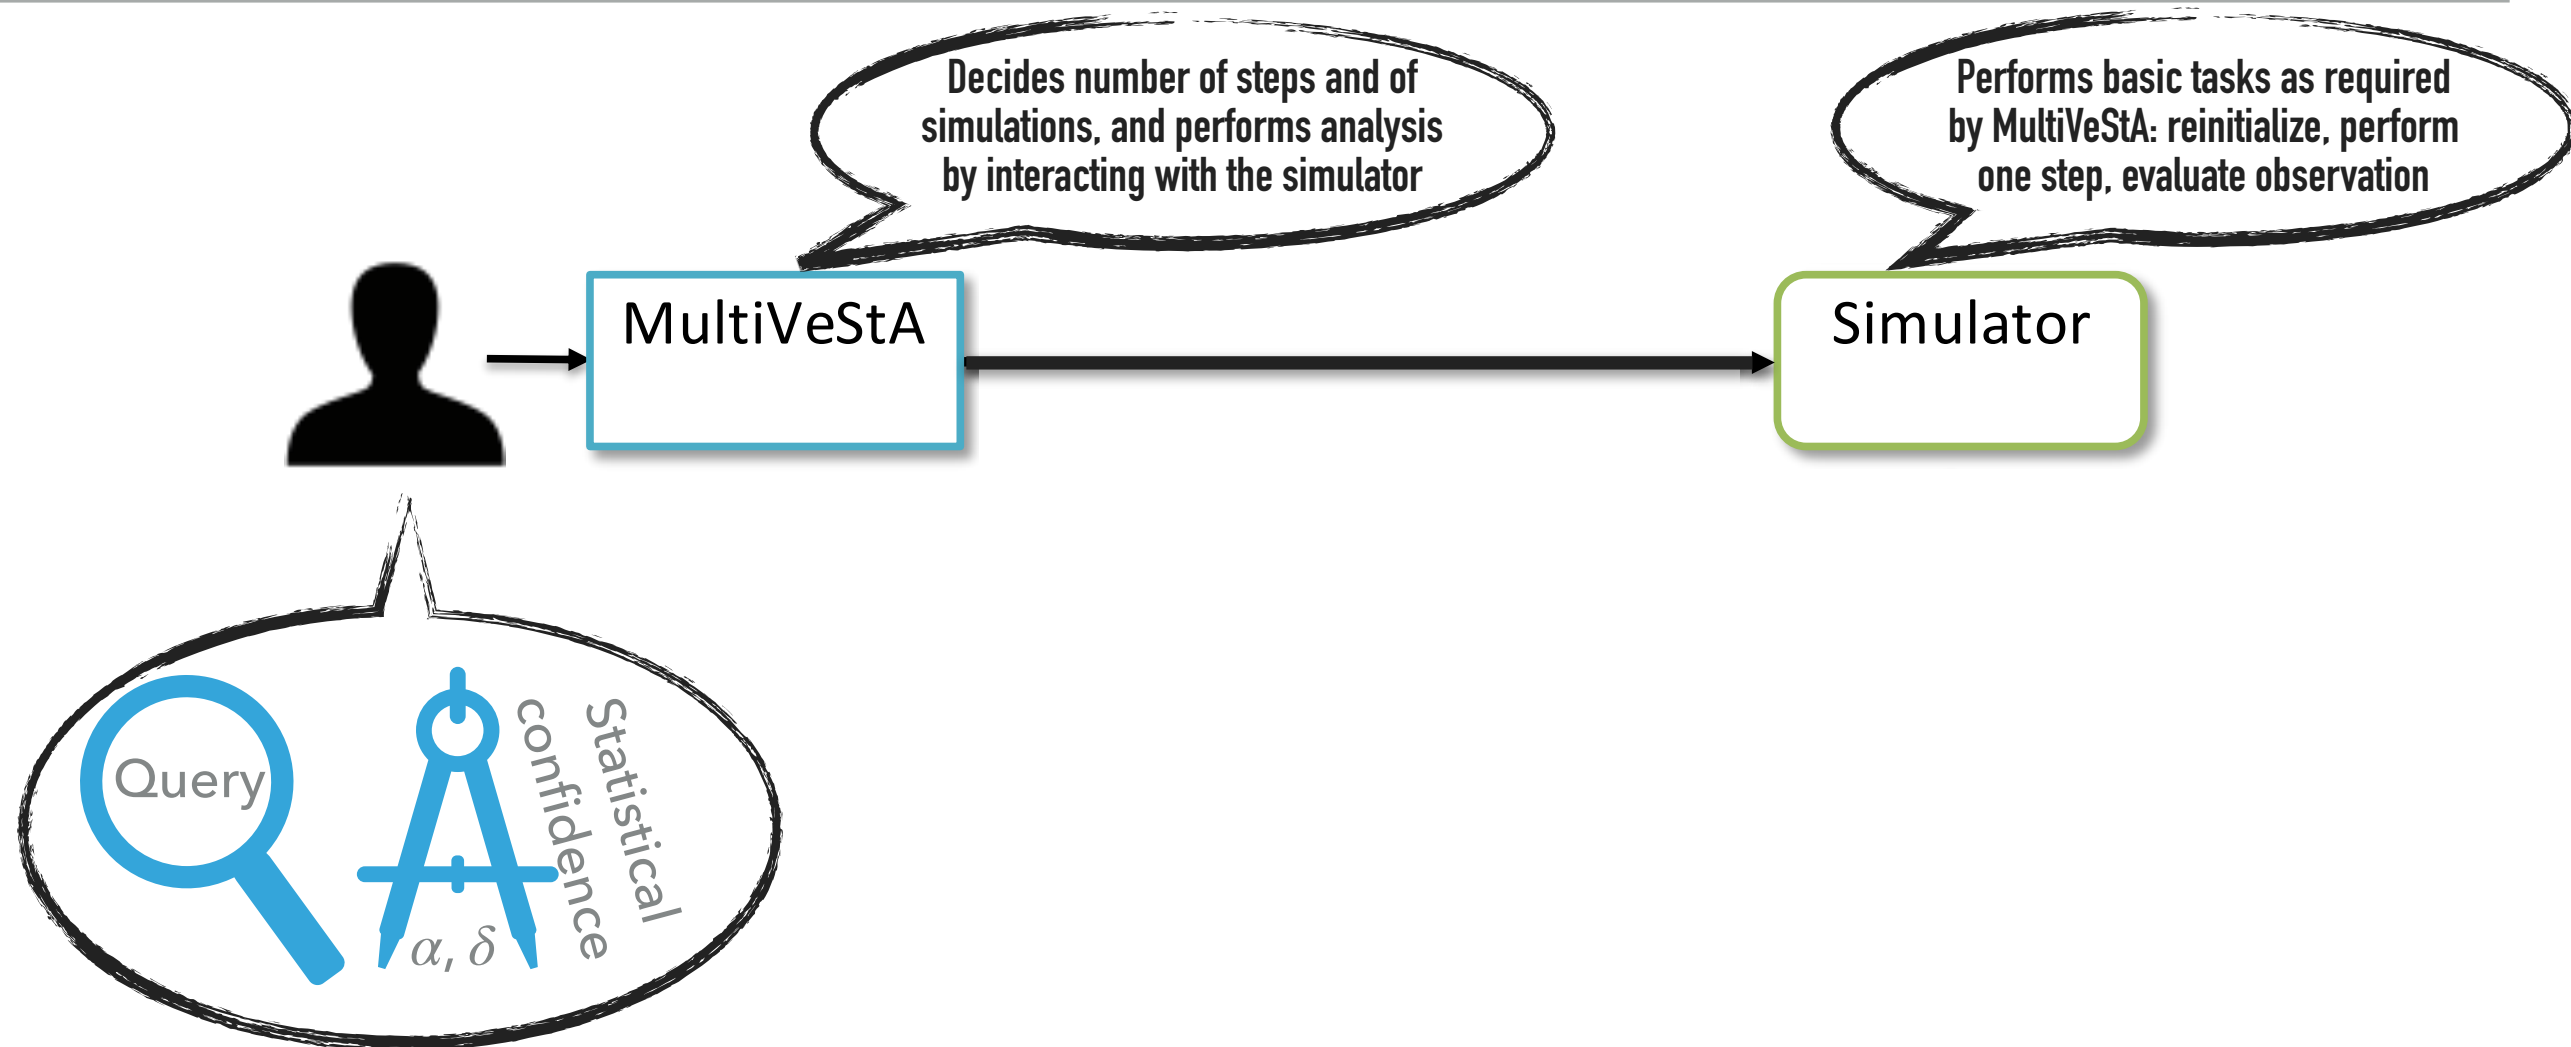 Decides number of steps and of
simulations, and performs analysis
by interacting with the simulator
Performs basic tasks as required
by MultiVeStA: reinitialize, perform
one step, evaluate observation
MultiVeStA
Simulator
Query
Statistical
confidence
α, δ